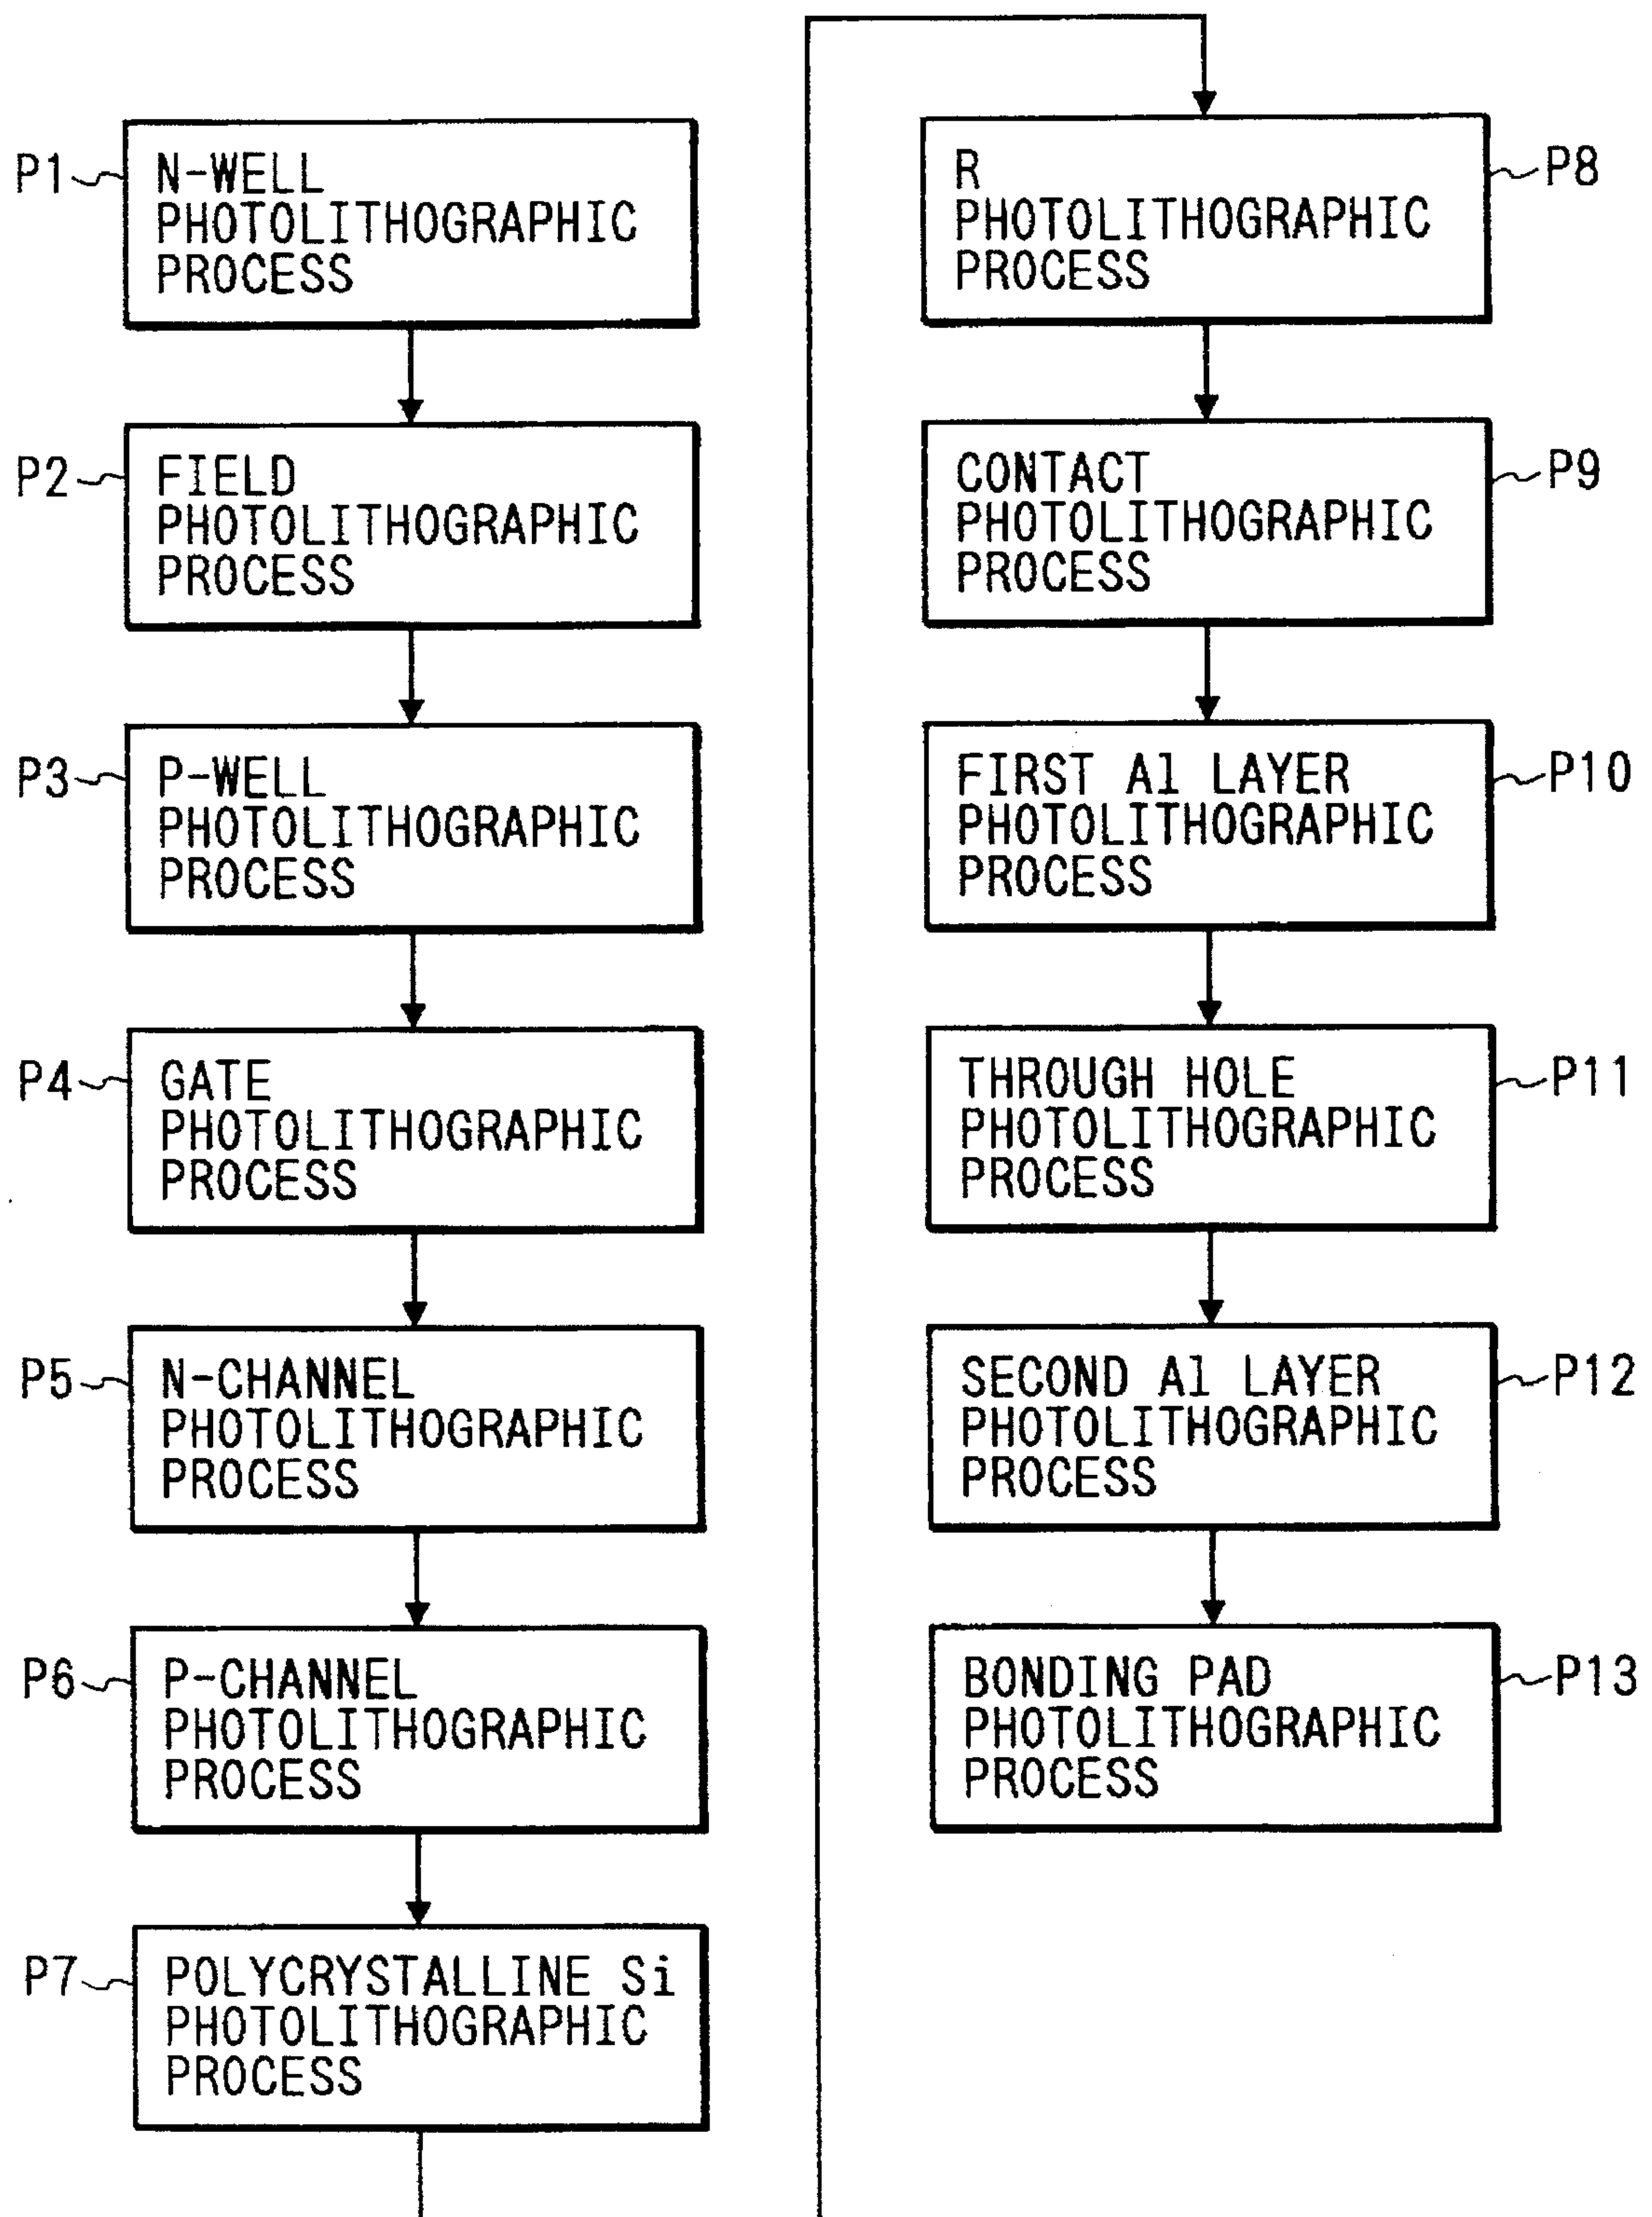 P1
N-WELL
PHOTOLITHOGRAPHIC
PROCESS
P2
FIELD
PHOTOLITHOGRAPHIC
PROCESS
P3
P-WELL
PHOTOLITHOGRAPHIC
PROCESS
P4
GATE
PHOTOLITHOGRAPHIC
PROCESS
P5
N-CHANNEL
PHOTOLITHOGRAPHIC
PROCESS
P6
P-CHANNEL
PHOTOLITHOGRAPHIC
PROCESS
P7
POLYCRYSTALLINE Si
PHOTOLITHOGRAPHIC
PROCESS
P8
R
PHOTOLITHOGRAPHIC
PROCESS
P9
CONTACT
PHOTOLITHOGRAPHIC
PROCESS
P10
FIRST Al LAYER
PHOTOLITHOGRAPHIC
PROCESS
P11
THROUGH HOLE
PHOTOLITHOGRAPHIC
PROCESS
P12
SECOND Al LAYER
PHOTOLITHOGRAPHIC
PROCESS
P13
BONDING PAD
PHOTOLITHOGRAPHIC
PROCESS